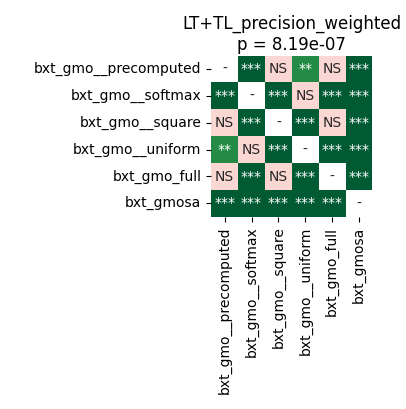 LT+TL_precision_weighted
p = 8.19e-07
bxt_gmo__precomputed - *** NS ** NS ***
bxt_gmo__softmax *** - *** NS *** ***
bxt_gmo__square NS *** - *** NS ***
bxt_gmo__uniform ** NS *** - *** ***
bxt_gmo_full NS *** NS *** - ***
bxt_gmosa *** *** *** *** *** -
bxt_gmo__precomputed
bxt_gmo__softmax
bxt_gmo__square
bxt_gmo__uniform
bxt_gmo_full
bxt_gmosa